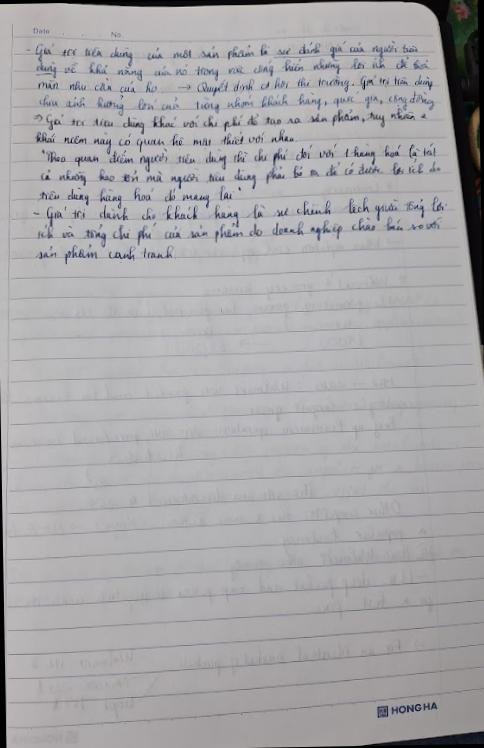 Date No.
- Giá trị tiêu dùng của một sản phẩm là sự đánh giá của người tiêu
dùng về khả năng của nó trong việc cống hiến những lợi ích để thoả
mãn nhu cầu của họ → Quyết định cơ hội thị trường. Giá trị tiêu dùng
chịu ảnh hưởng lớn của từng nhóm khách hàng, quốc gia, cộng đồng
⇒ Giá trị tiêu dùng khác với chi phí để tạo ra sản phẩm, tuy nhiên 2
khái niệm này có quan hệ mật thiết với nhau.
"Theo quan điểm người tiêu dùng thì chi phí đối với 1 hàng hoá là tất
cả những hao tổn mà người tiêu dùng phải bỏ ra để có được lợi ích do
tiêu dùng hàng hoá đó mang lại"
- Giá trị dành cho khách hàng là sự chênh lệch giữa tổng lợi
ích và tổng chi phí của sản phẩm do doanh nghiệp chào bán so với
sản phẩm cạnh tranh.
HONG HA